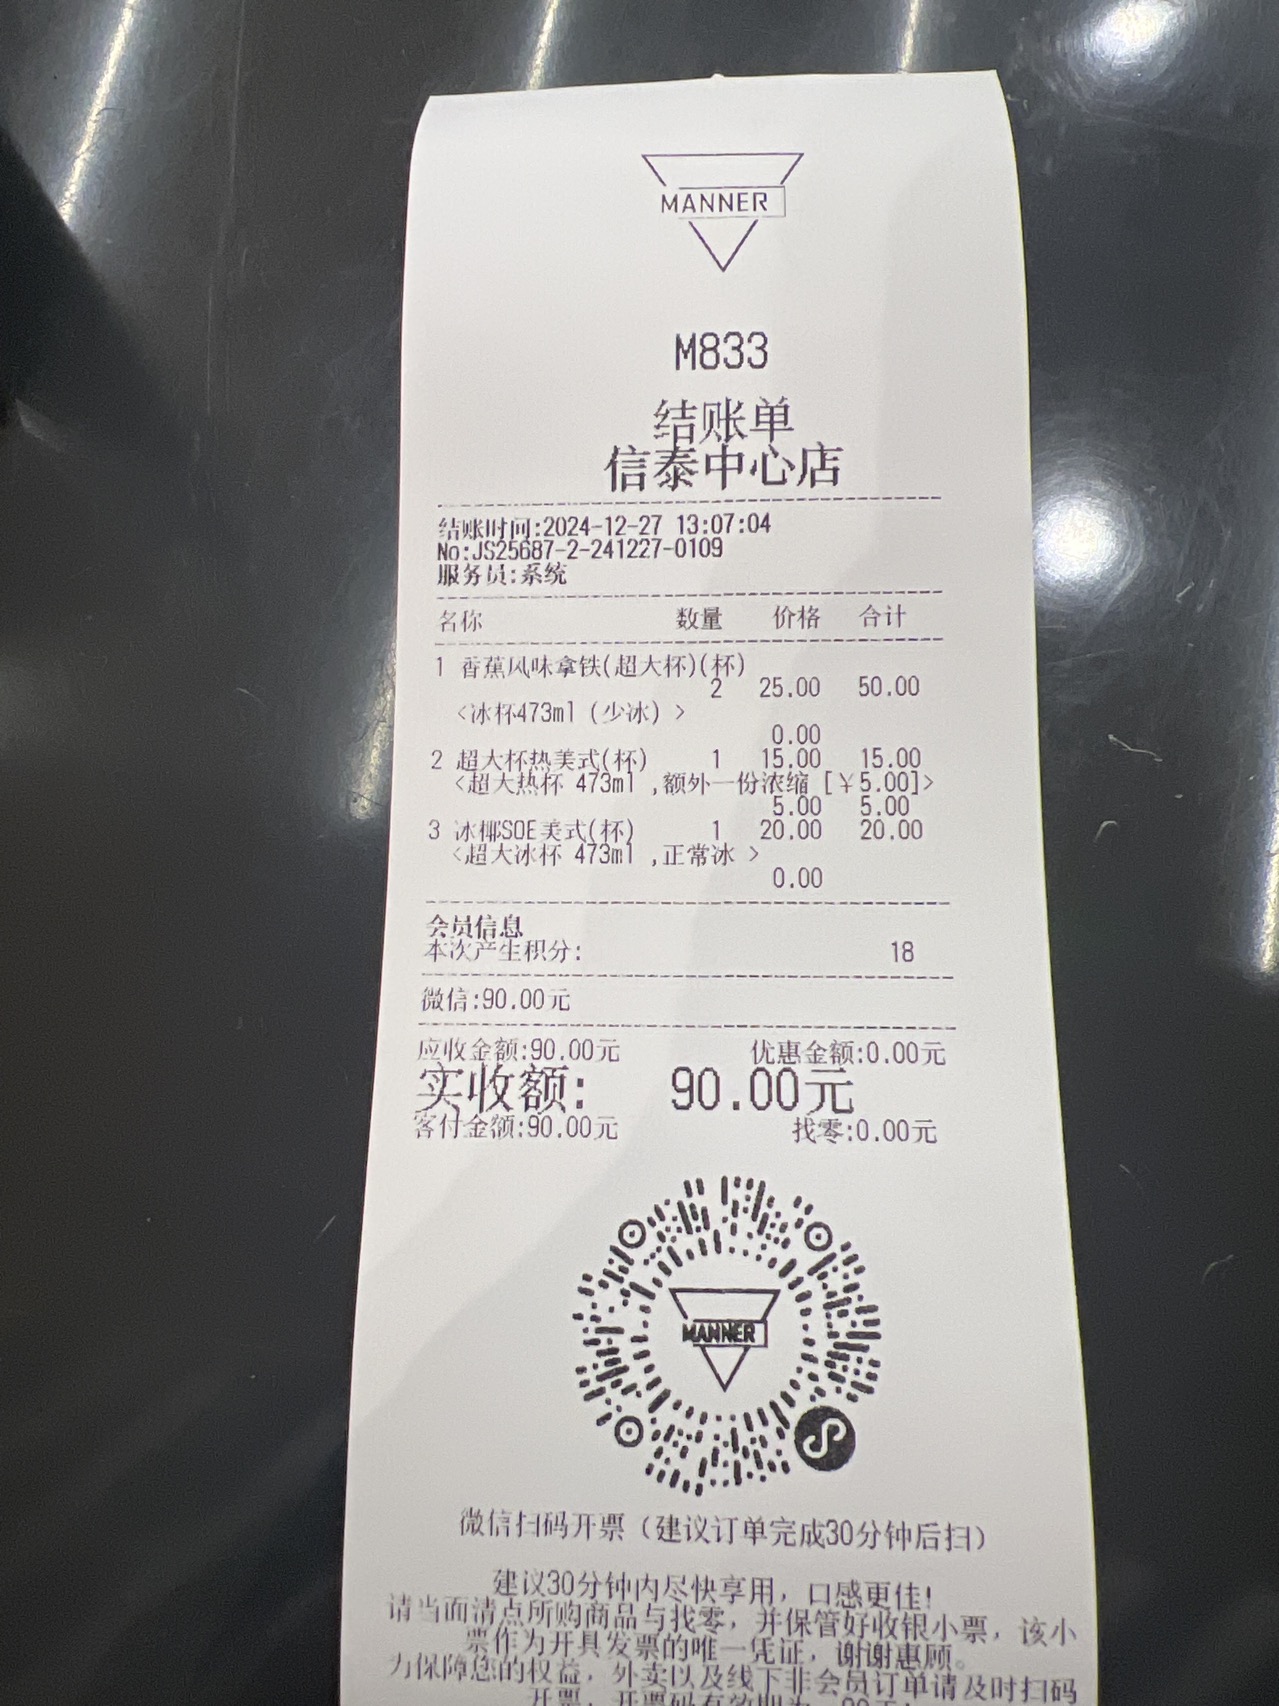 MANNER
M833
结账单
信泰中心店
结账时间:2024-12-27 13:07:04
No:JS25687-2-241227-0109
服务员:系统
名称 数量 价格 合计
1 香蕉风味拿铁(超大杯)(杯)
2 25.00 50.00
<冰杯473ml (少冰) >
0.00
2 超大杯热美式(杯) 1 15.00 15.00
<超大热杯 473ml ,额外一份浓缩 [¥5.00]>
5.00 5.00
3 冰椰SOE美式(杯) 1 20.00 20.00
<超大冰杯 473ml ,正常冰 >
0.00
会员信息
本次产生积分: 18
微信:90.00元
应收金额:90.00元 优惠金额:0.00元
实收额: 90.00元
客付金额:90.00元 找零:0.00元
MANNER
微信扫码开票(建议订单完成30分钟后扫)
建议30分钟内尽快享用, 口感更佳!
请当面清点所购商品与找零, 并保管好收银小票, 该小
票作为开具发票的唯一凭证, 谢谢惠顾。
为保障您的权益, 外卖以及线下非会员订单请及时扫码